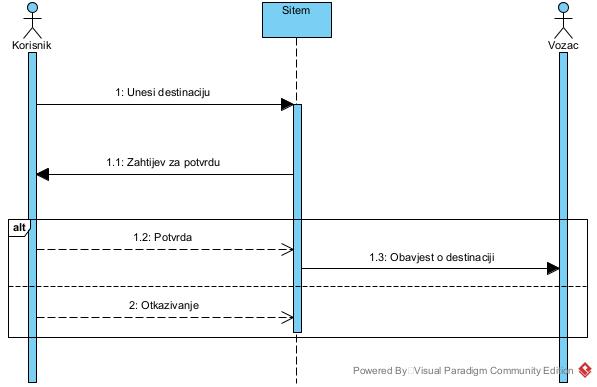 Sitem
Korisnik
Vozac
1: Unesi destinaciju
1.1: Zahtijev za potvrdu
alt
1.2: Potvrda
1.3: Obavjest o destinaciji
2: Otkazivanje
Powered By Visual Paradigm Community Edition